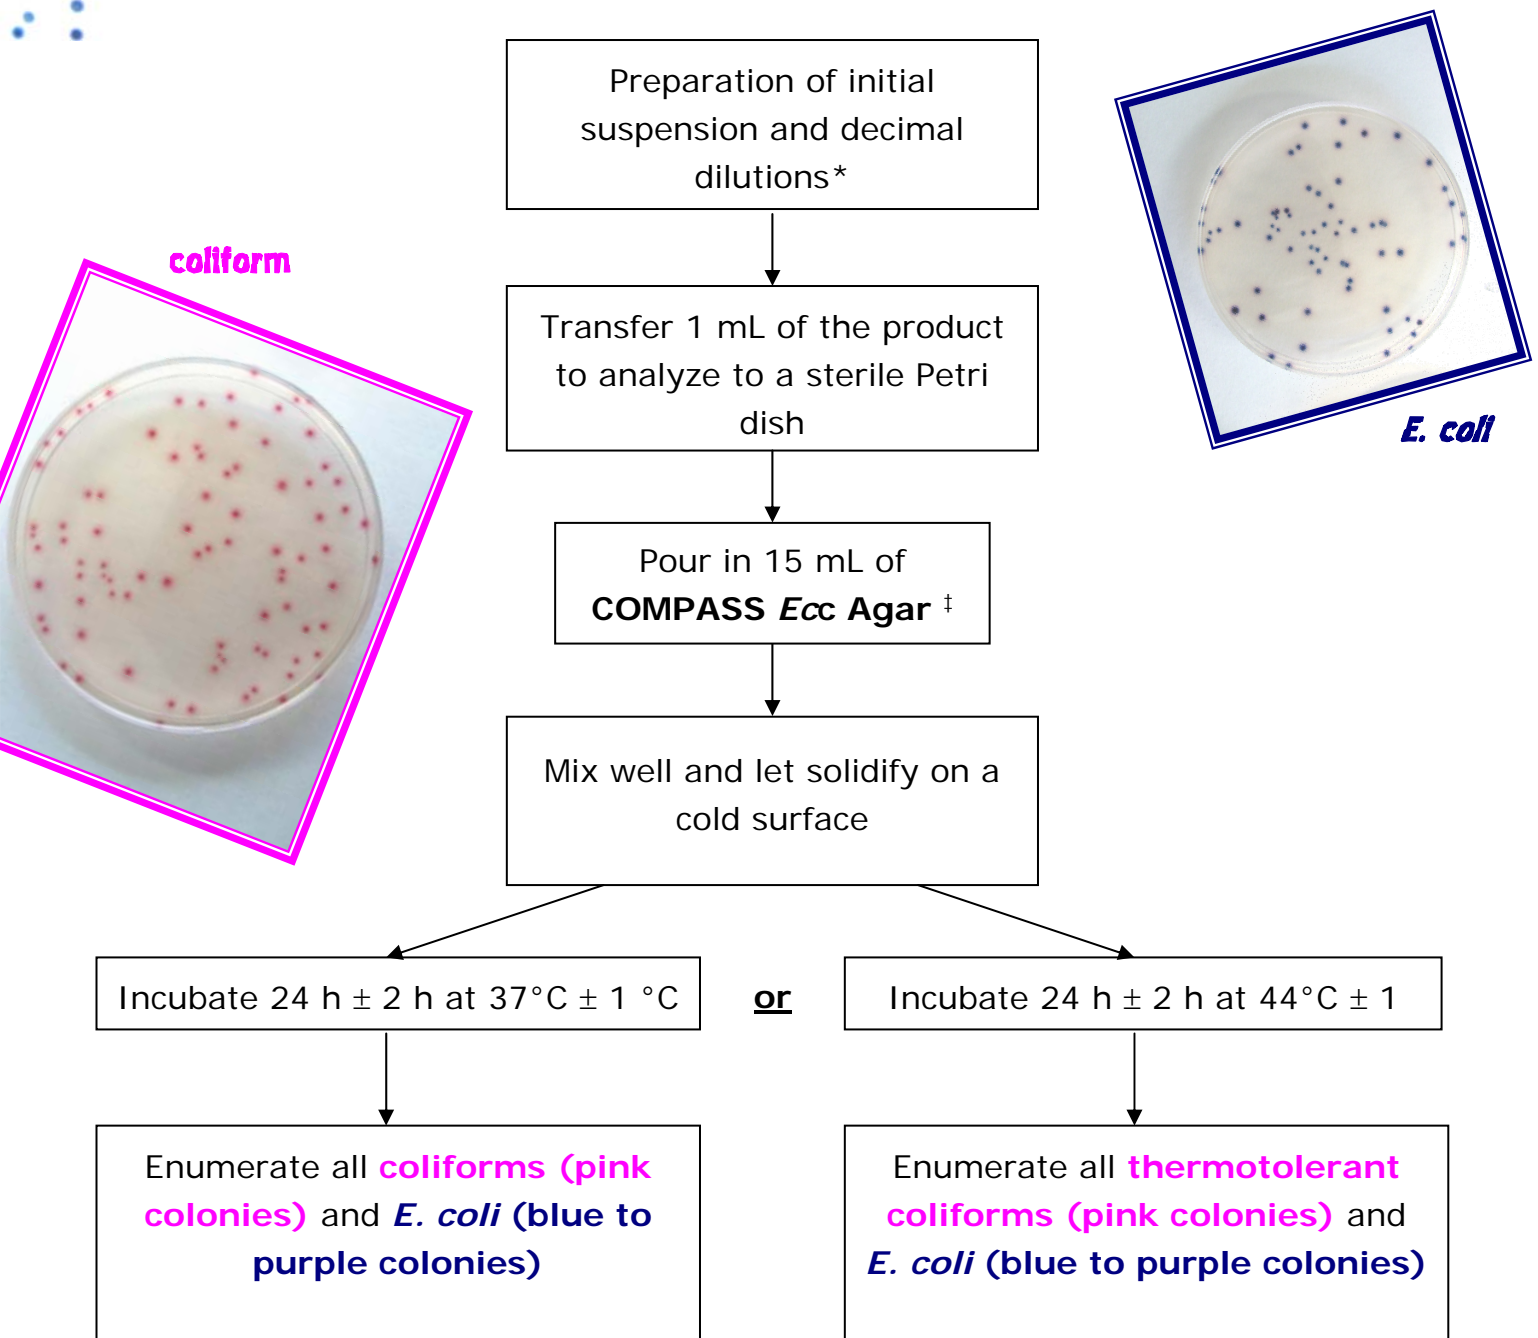 Preparation of initial
suspension and decimal
dilutions*
coliform
Transfer 1 mL of the product
to analyze to a sterile Petri
dish
E. coli
Pour in 15 mL of
COMPASS Ecc Agar ‡
Mix well and let solidify on a
cold surface
Incubate 24 h ± 2 h at 37°C ± 1 °C
or
Incubate 24 h ± 2 h at 44°C ± 1
Enumerate all coliforms (pink
colonies) and E. coli (blue to
purple colonies)
Enumerate all thermotolerant
coliforms (pink colonies) and
E. coli (blue to purple colonies)